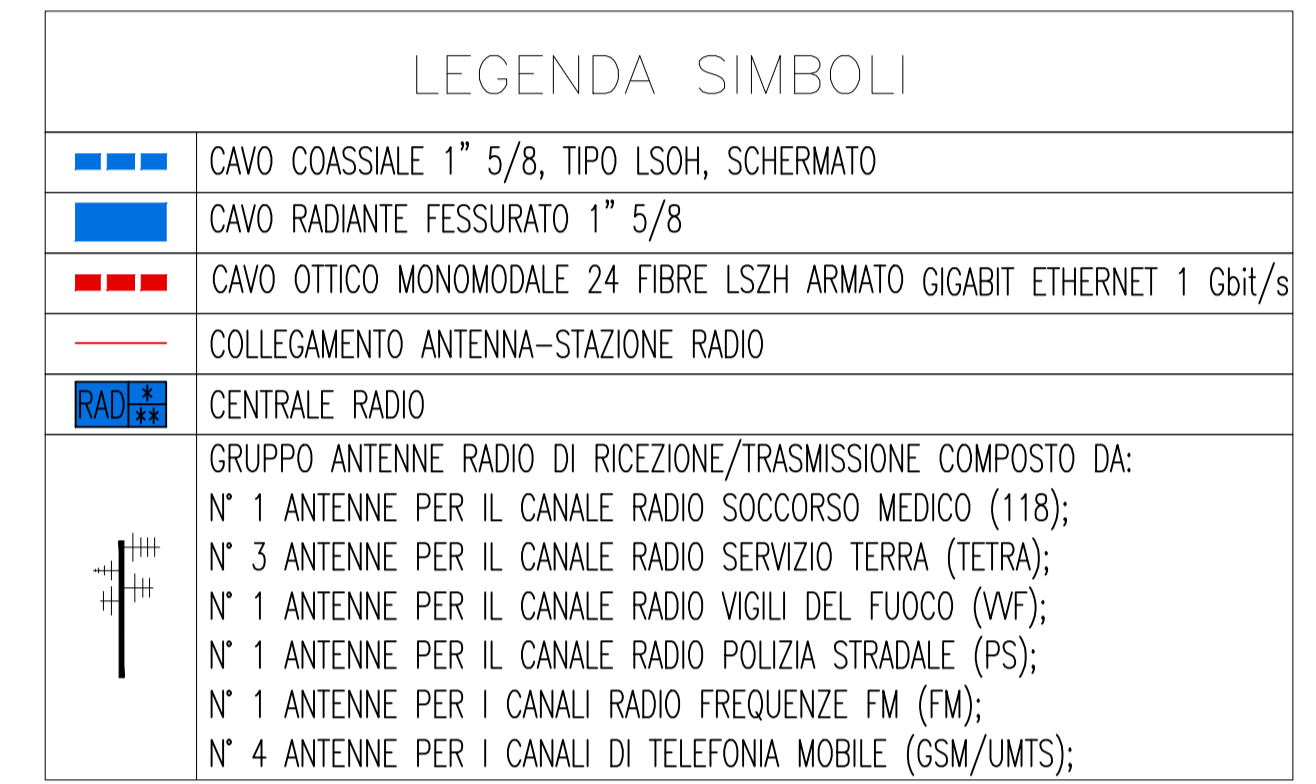 LEGENDA SIMBOLI
CAVO COASSIALE 1" 5/8, TIPO LSOH, SCHERMATO
CAVO RADIANTE FESSURATO 1" 5/8
CAVO OTTICO MONOMODALE 24 FIBRE LSZH ARMATO GIGABIT ETHERNET 1 Gbit/s
COLLEGAMENTO ANTENNA-STAZIONE RADIO
RAD * ** CENTRALE RADIO
GRUPPO ANTENNE RADIO DI RICEZIONE/TRASMISSIONE COMPOSTO DA:
N° 1 ANTENNE PER IL CANALE RADIO SOCCORSO MEDICO (118);
N° 3 ANTENNE PER IL CANALE RADIO SERVIZIO TERRA (TETRA);
N° 1 ANTENNE PER IL CANALE RADIO VIGILI DEL FUOCO (VVF);
N° 1 ANTENNE PER IL CANALE RADIO POLIZIA STRADALE (PS);
N° 1 ANTENNE PER I CANALI RADIO FREQUENZE FM (FM);
N° 4 ANTENNE PER I CANALI DI TELEFONIA MOBILE (GSM/UMTS);